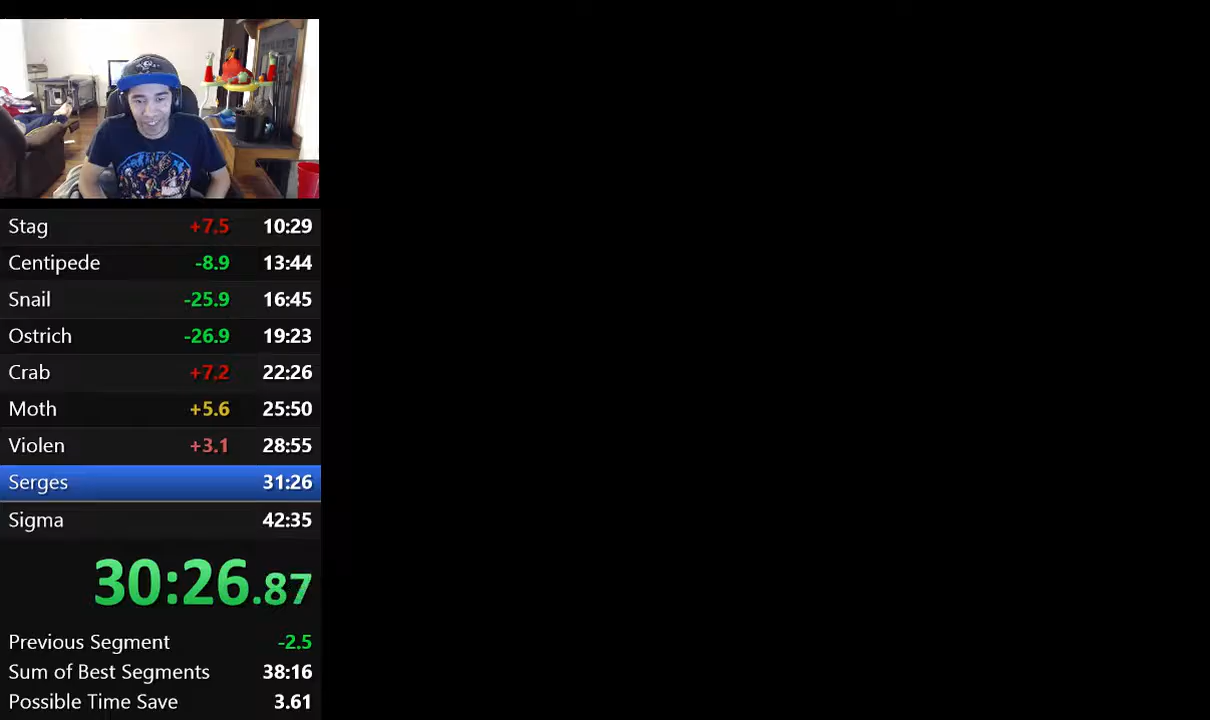 Stag +7.5 10:29
Centipede -8.9 13:44
Snail -25.9 16:45
Ostrich -26.9 19:23
Crab +7.2 22:26
Moth +5.6 25:50
Violen +3.1 28:55
Serges 31:26
Sigma 42:35
30:26.87
Previous Segment -2.5
Sum of Best Segments 38:16
Possible Time Save 3.61